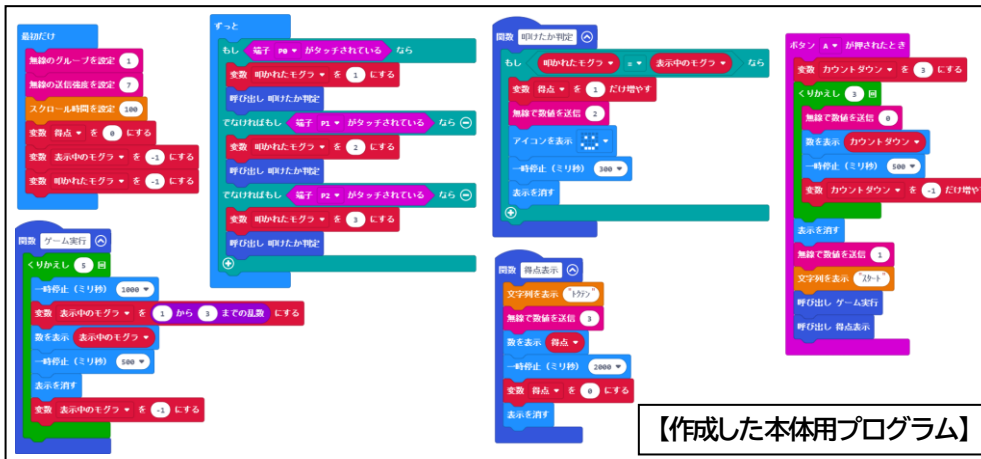 最初だけ
無線のグループを設定 1
無線の送信強度を設定 7
スクロール時間を設定 100
変数 得点 を 0 にする
変数 表示中のモグラ を -1 にする
変数 叩かれたモグラ を -1 にする
関数 ゲーム実行
くりかえし 5 回
一時停止（ミリ秒） 1000
変数 表示中のモグラ を 1 から 3 までの乱数 にする
数を表示 表示中のモグラ
一時停止（ミリ秒） 500
表示を消す
変数 表示中のモグラ を -1 にする
ずっと
もし 端子 P0 がタッチされている なら
変数 叩かれたモグラ を 1 にする
呼び出し 叩けたか判定
でなければもし 端子 P1 がタッチされている なら
変数 叩かれたモグラ を 2 にする
呼び出し 叩けたか判定
でなければもし 端子 P2 がタッチされている なら
変数 叩かれたモグラ を 3 にする
呼び出し 叩けたか判定
関数 叩けたか判定
もし 叩かれたモグラ = 表示中のモグラ なら
変数 得点 を 1 だけ増やす
無線で数値を送信 2
アイコンを表示
一時停止（ミリ秒） 300
表示を消す
関数 得点表示
文字列を表示 "トクテン"
無線で数値を送信 3
数を表示 得点
一時停止（ミリ秒） 2000
変数 得点 を 0 にする
表示を消す
ボタン A が押されたとき
変数 カウントダウン を 3 にする
くりかえし 3 回
無線で数値を送信 0
数を表示 カウントダウン
一時停止（ミリ秒） 500
変数 カウントダウン を -1 だけ増や
表示を消す
無線で数値を送信 1
文字列を表示 "スタート"
呼び出し ゲーム実行
呼び出し 得点表示
【作成した本体用プログラム】